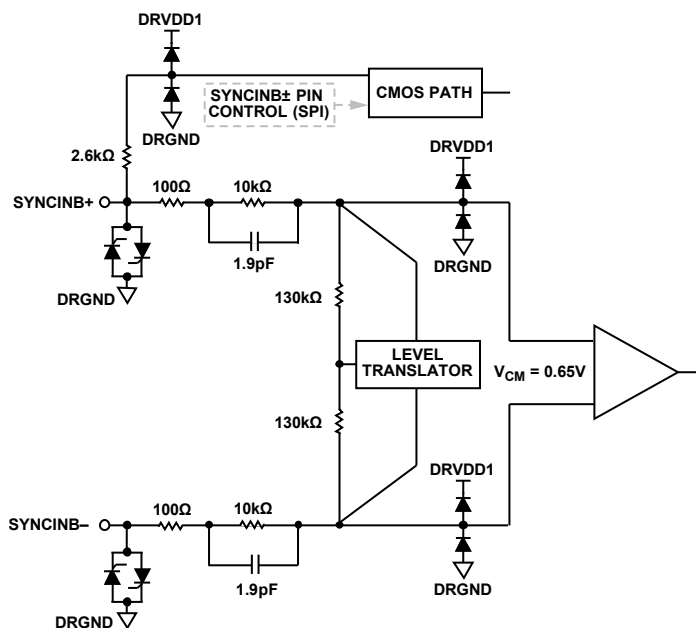 DRVDD1
SYNCINB± PIN
CONTROL (SPI)
CMOS PATH
DRGND
2.6kΩ
DRVDD1
100Ω
10kΩ
SYNCINB+
1.9pF
DRGND
DRGND
130kΩ
LEVEL
TRANSLATOR
VCM = 0.65V
130kΩ
DRVDD1
100Ω
10kΩ
SYNCINB–
1.9pF
DRGND
DRGND